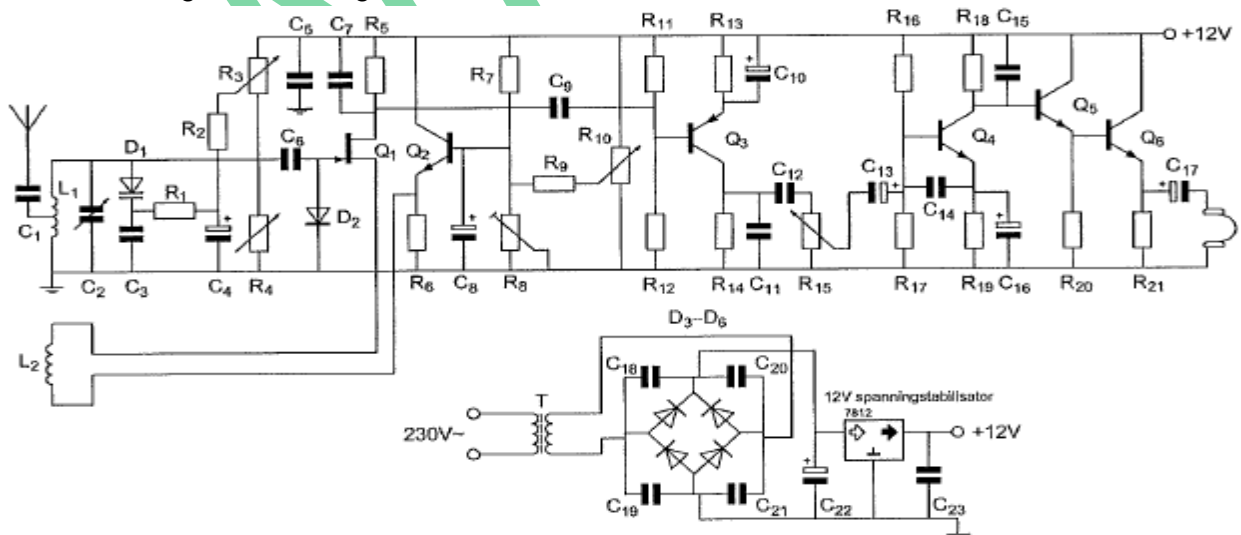 C5 C7 R5 R11 R13 R16 R18 C15
+12V
R3 R7 C9 + C10
R2 R10 Q5
D1 C6 Q1 Q2 Q3 Q4 Q6
L1 R1 R9 C12 C13 + C17
C1 + D2 + C14 +
C2 C3 C4 R4 R6 C8 R8 R12 R14 C11 R15 R17 R19 C16 R20 R21
D3--D6
L2
C18 C20
T 12V spanningstabillsator
7812
230V~ +12V
+
C19 C21 C22 C23